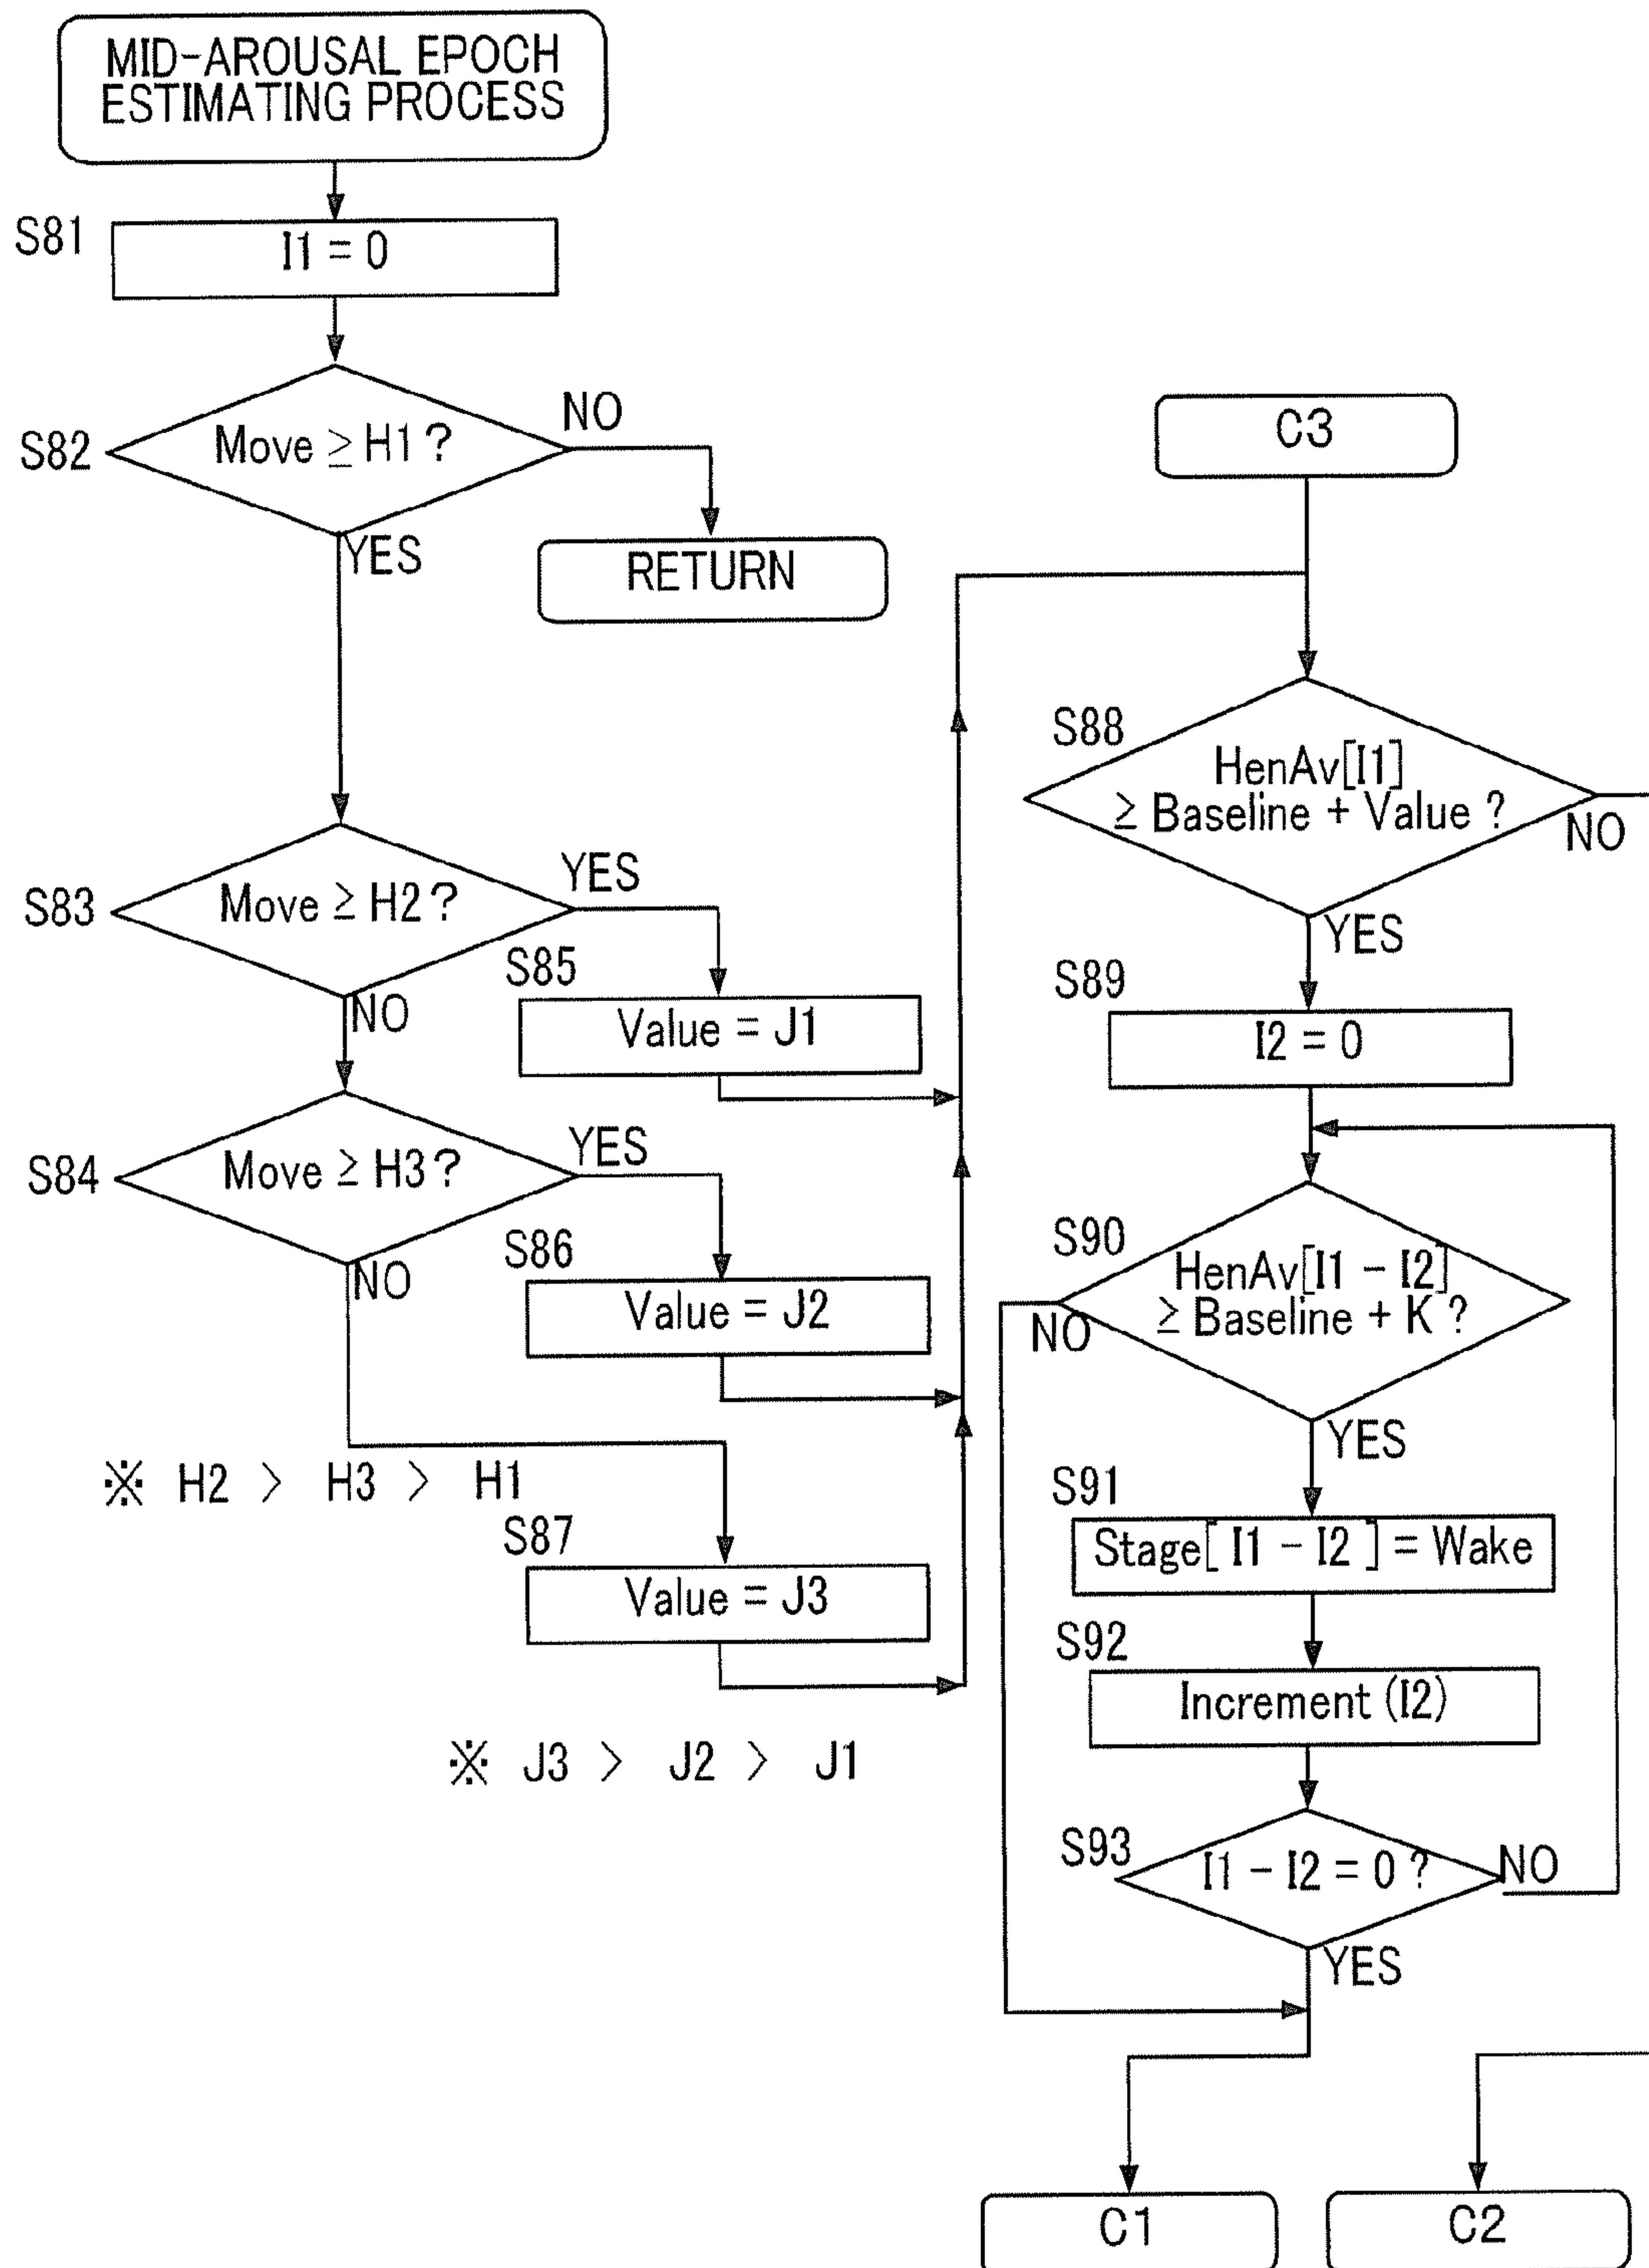 MID-AROUSAL EPOCH
ESTIMATING PROCESS
S81
I1 = 0
S82
Move ≥ H1 ?
NO
YES
RETURN
S83
Move ≥ H2 ?
YES
NO
S85
Value = J1
S84
Move ≥ H3 ?
YES
NO
S86
Value = J2
※ H2 > H3 > H1
S87
Value = J3
※ J3 > J2 > J1
C3
S88
HenAv[I1]
≥ Baseline + Value ?
NO
YES
S89
I2 = 0
S90
HenAv[I1 - I2]
≥ Baseline + K ?
NO
YES
S91
Stage[ I1 - I2 ] = Wake
S92
Increment (I2)
S93
I1 - I2 = 0 ?
NO
YES
C1
C2